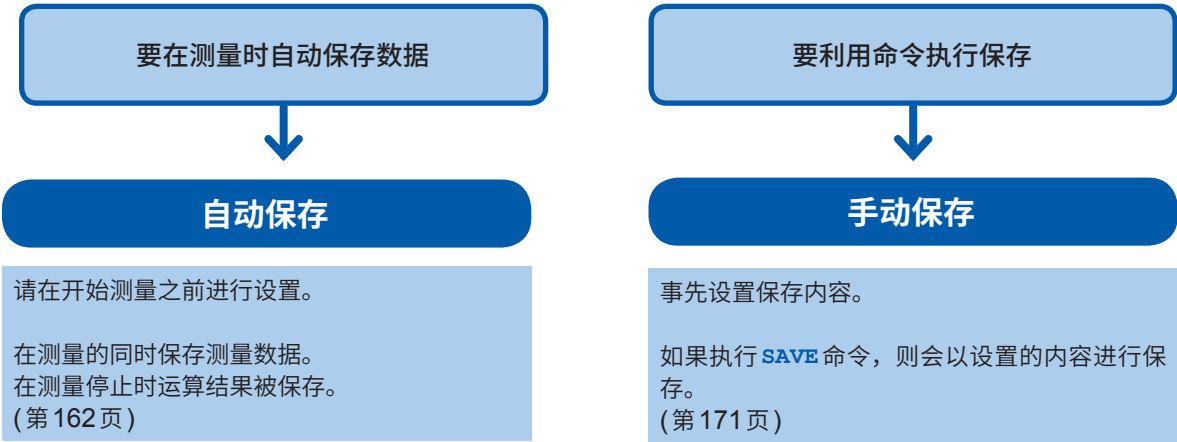 要在测量时自动保存数据
自动保存
请在开始测量之前进行设置。
在测量的同时保存测量数据。
在测量停止时运算结果被保存。
(第162页)
要利用命令执行保存
手动保存
事先设置保存内容。
如果执行SAVE命令，则会以设置的内容进行保
存。
(第171页)